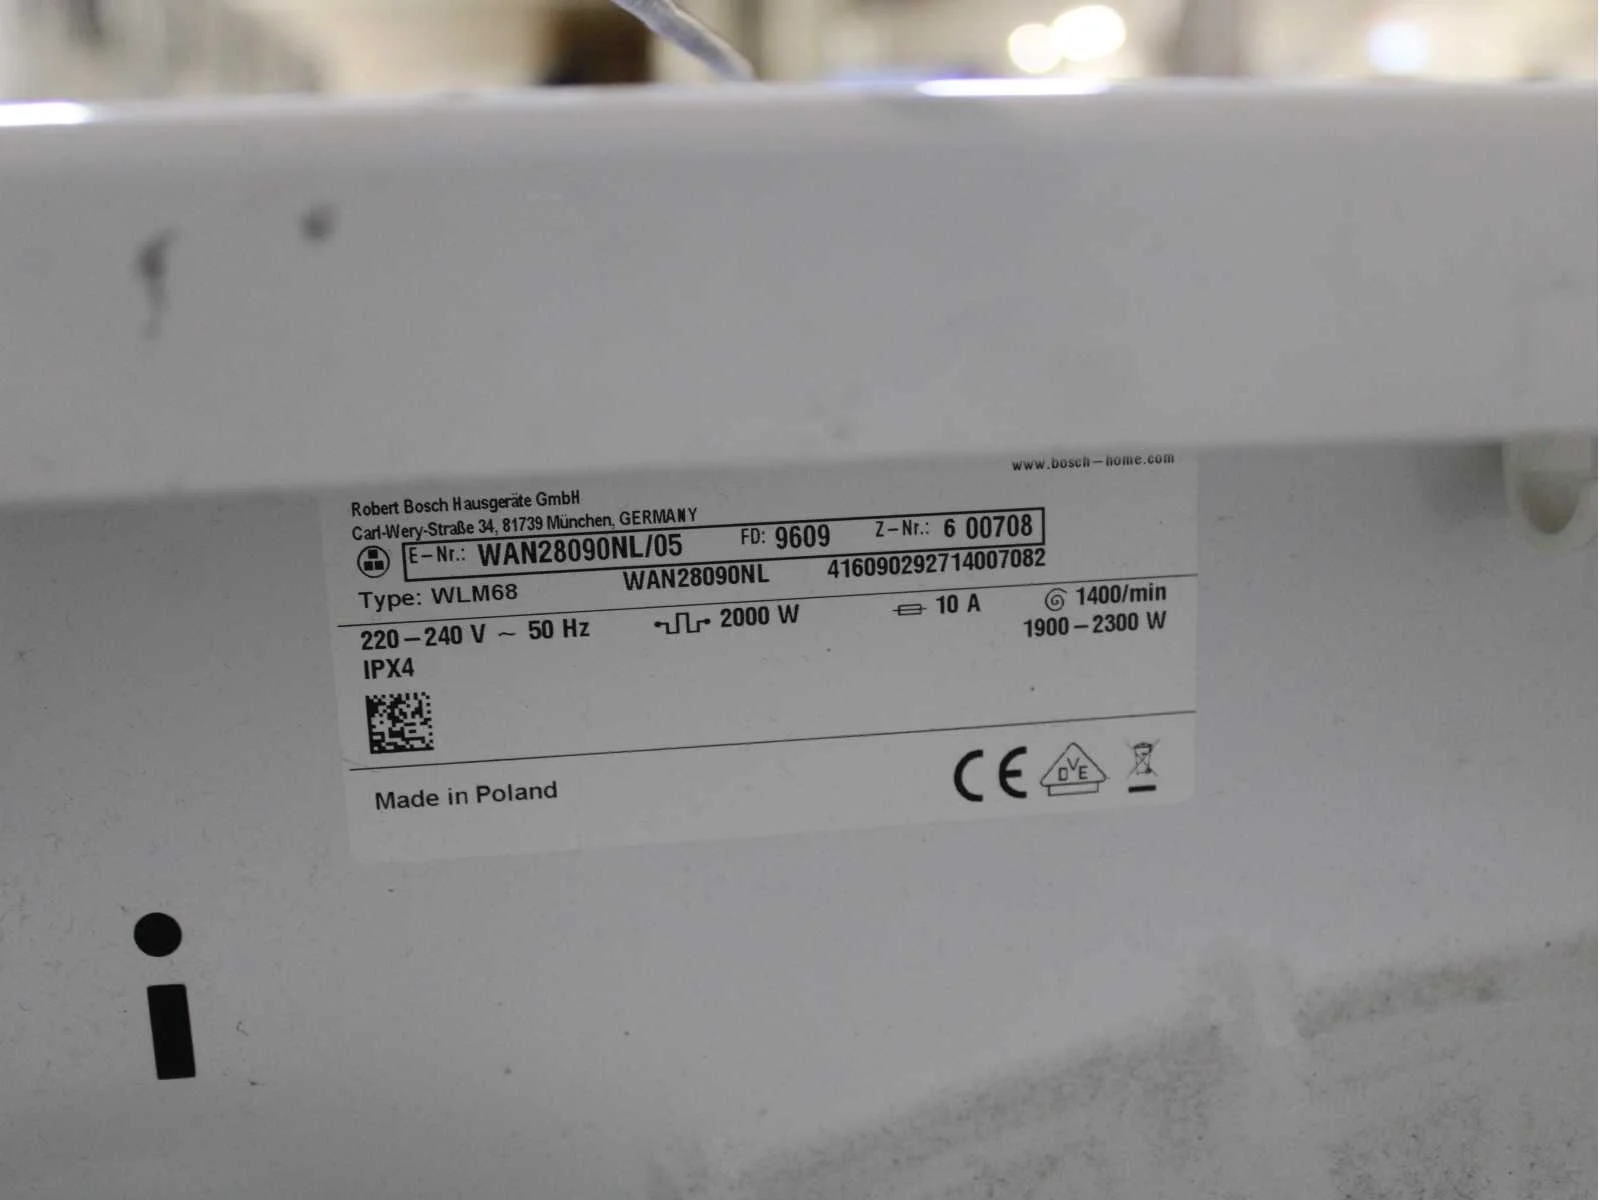 www.bosch-home.com
Robert Bosch Hausgeräte GmbH
Carl-Wery-Straße 34, 81739 München, GERMANY
E-Nr.: WAN28090NL/05 FD: 9609 Z-Nr.: 6 00708
Type: WLM68 WAN28090NL 416090292714007082
220-240 V ~ 50 Hz 2000 W 10 A 1400/min
IPX4 1900-2300 W
Made in Poland CE DVE
i